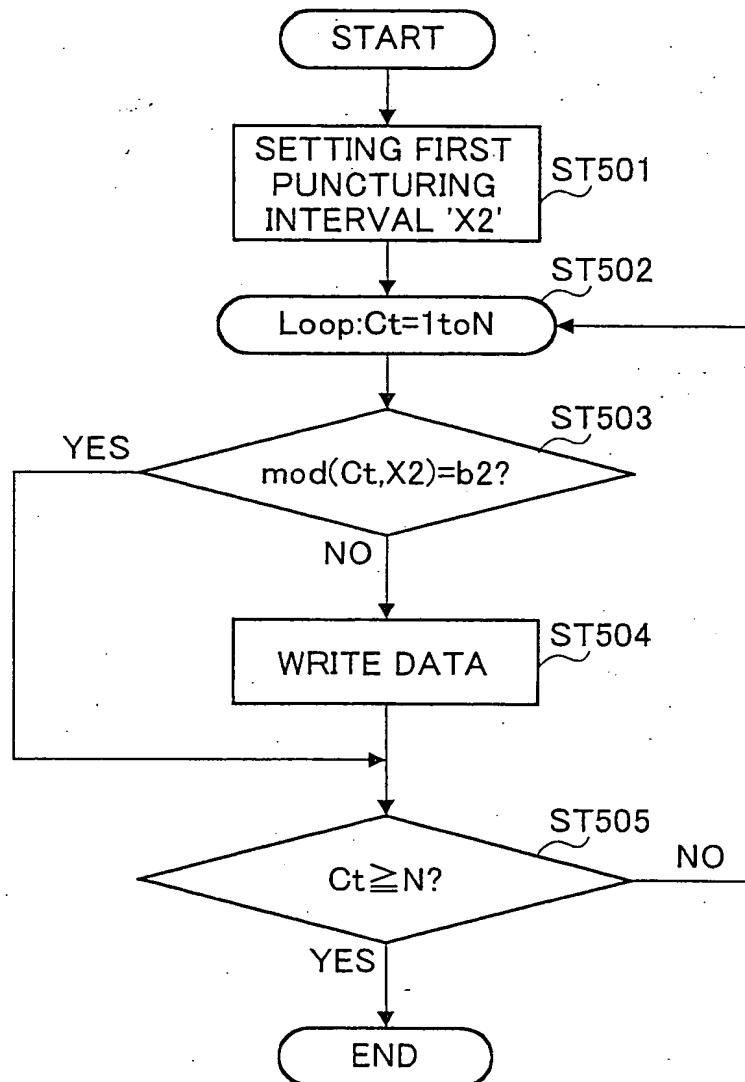 START
SETTING FIRST
PUNCTURING
INTERVAL 'X2'
ST501
ST502
Loop:Ct=1toN
ST503
YES
mod(Ct,X2)=b2?
NO
ST504
WRITE DATA
ST505
NO
Ct≧N?
YES
END